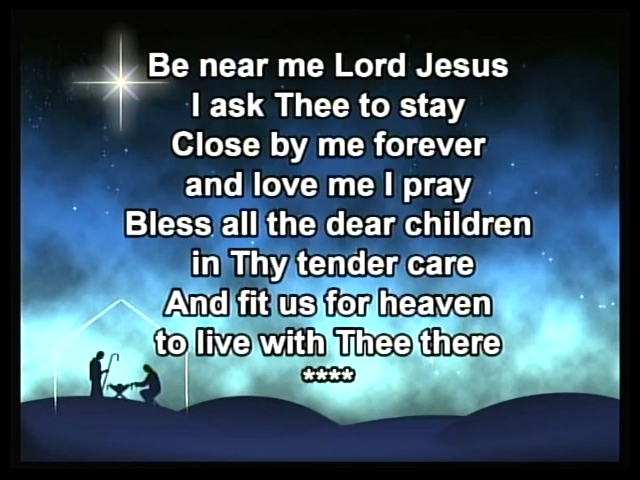 Be near me Lord Jesus
I ask Thee to stay
Close by me forever
and love me I pray
Bless all the dear children
in Thy tender care
And fit us for heaven
to live with Thee there
****